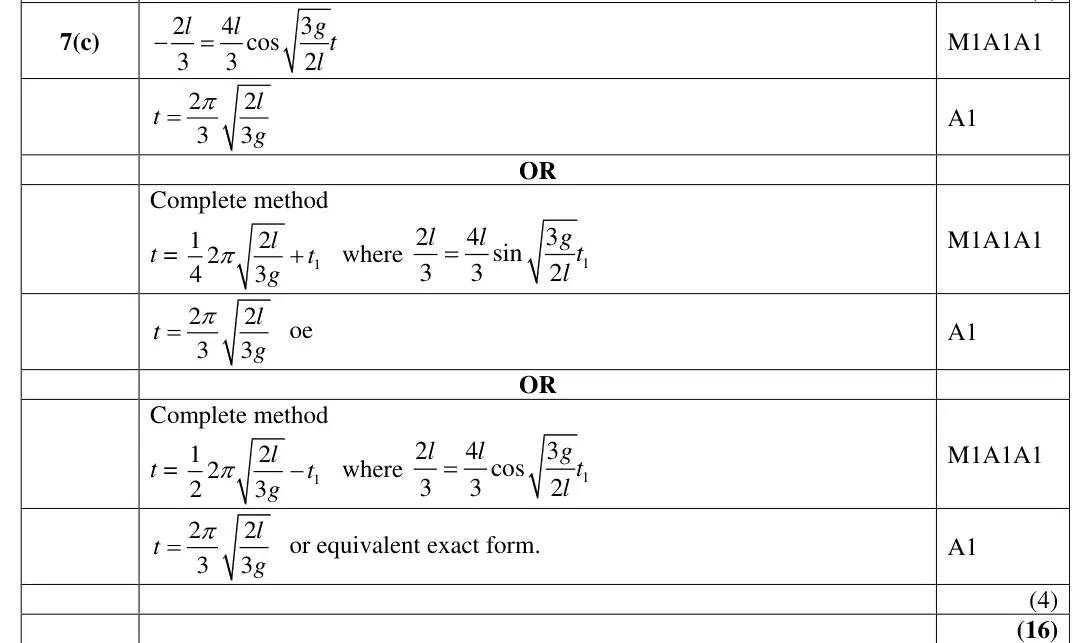 7(c) −2l/3 = 4l/3 cos √(3g/2l) t M1A1A1
t = 2π/3 √(2l/3g) A1
OR
Complete method
t = 1/4 2π √(2l/3g) + t₁ where 2l/3 = 4l/3 sin √(3g/2l) t₁ M1A1A1
t = 2π/3 √(2l/3g) oe A1
OR
Complete method
t = 1/2 2π √(2l/3g) − t₁ where 2l/3 = 4l/3 cos √(3g/2l) t₁ M1A1A1
t = 2π/3 √(2l/3g) or equivalent exact form. A1
(4)
(16)